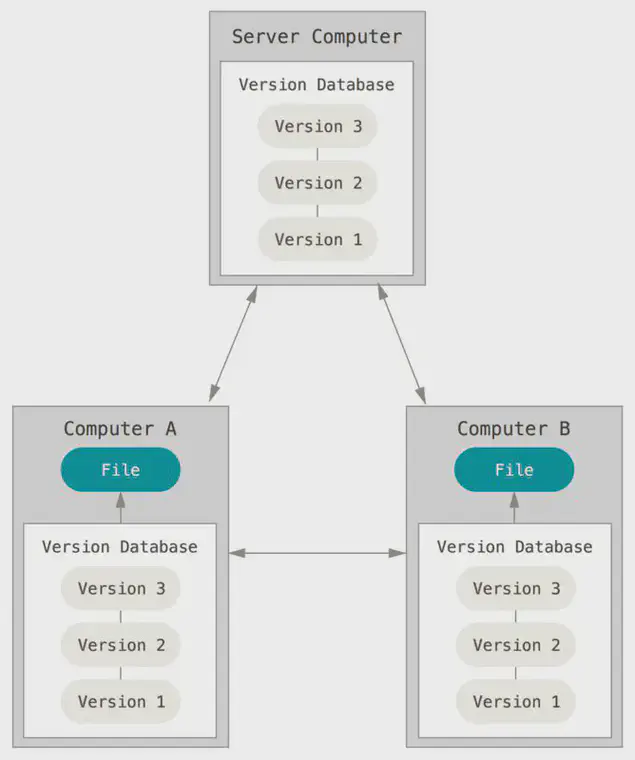 Server Computer
Version Database
Version 3
Version 2
Version 1
Computer A
File
Version Database
Version 3
Version 2
Version 1
Computer B
File
Version Database
Version 3
Version 2
Version 1